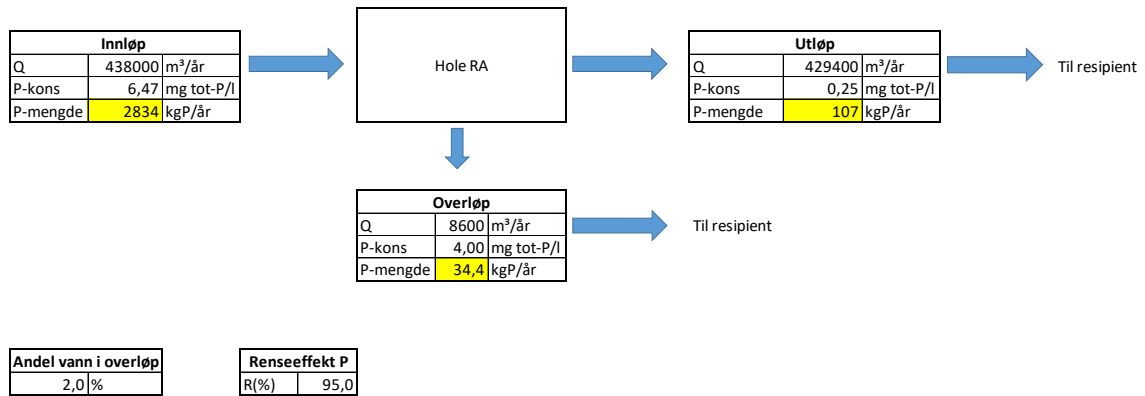 Innløp
Q 438000 m³/år
P-kons 6,47 mg tot-P/l
P-mengde 2834 kgP/år
Hole RA
Utløp
Q 429400 m³/år
P-kons 0,25 mg tot-P/l
P-mengde 107 kgP/år
Til resipient
Overløp
Q 8600 m³/år
P-kons 4,00 mg tot-P/l
P-mengde 34,4 kgP/år
Til resipient
Andel vann i overløp
2,0 %
Renseeffekt P
R(%) 95,0